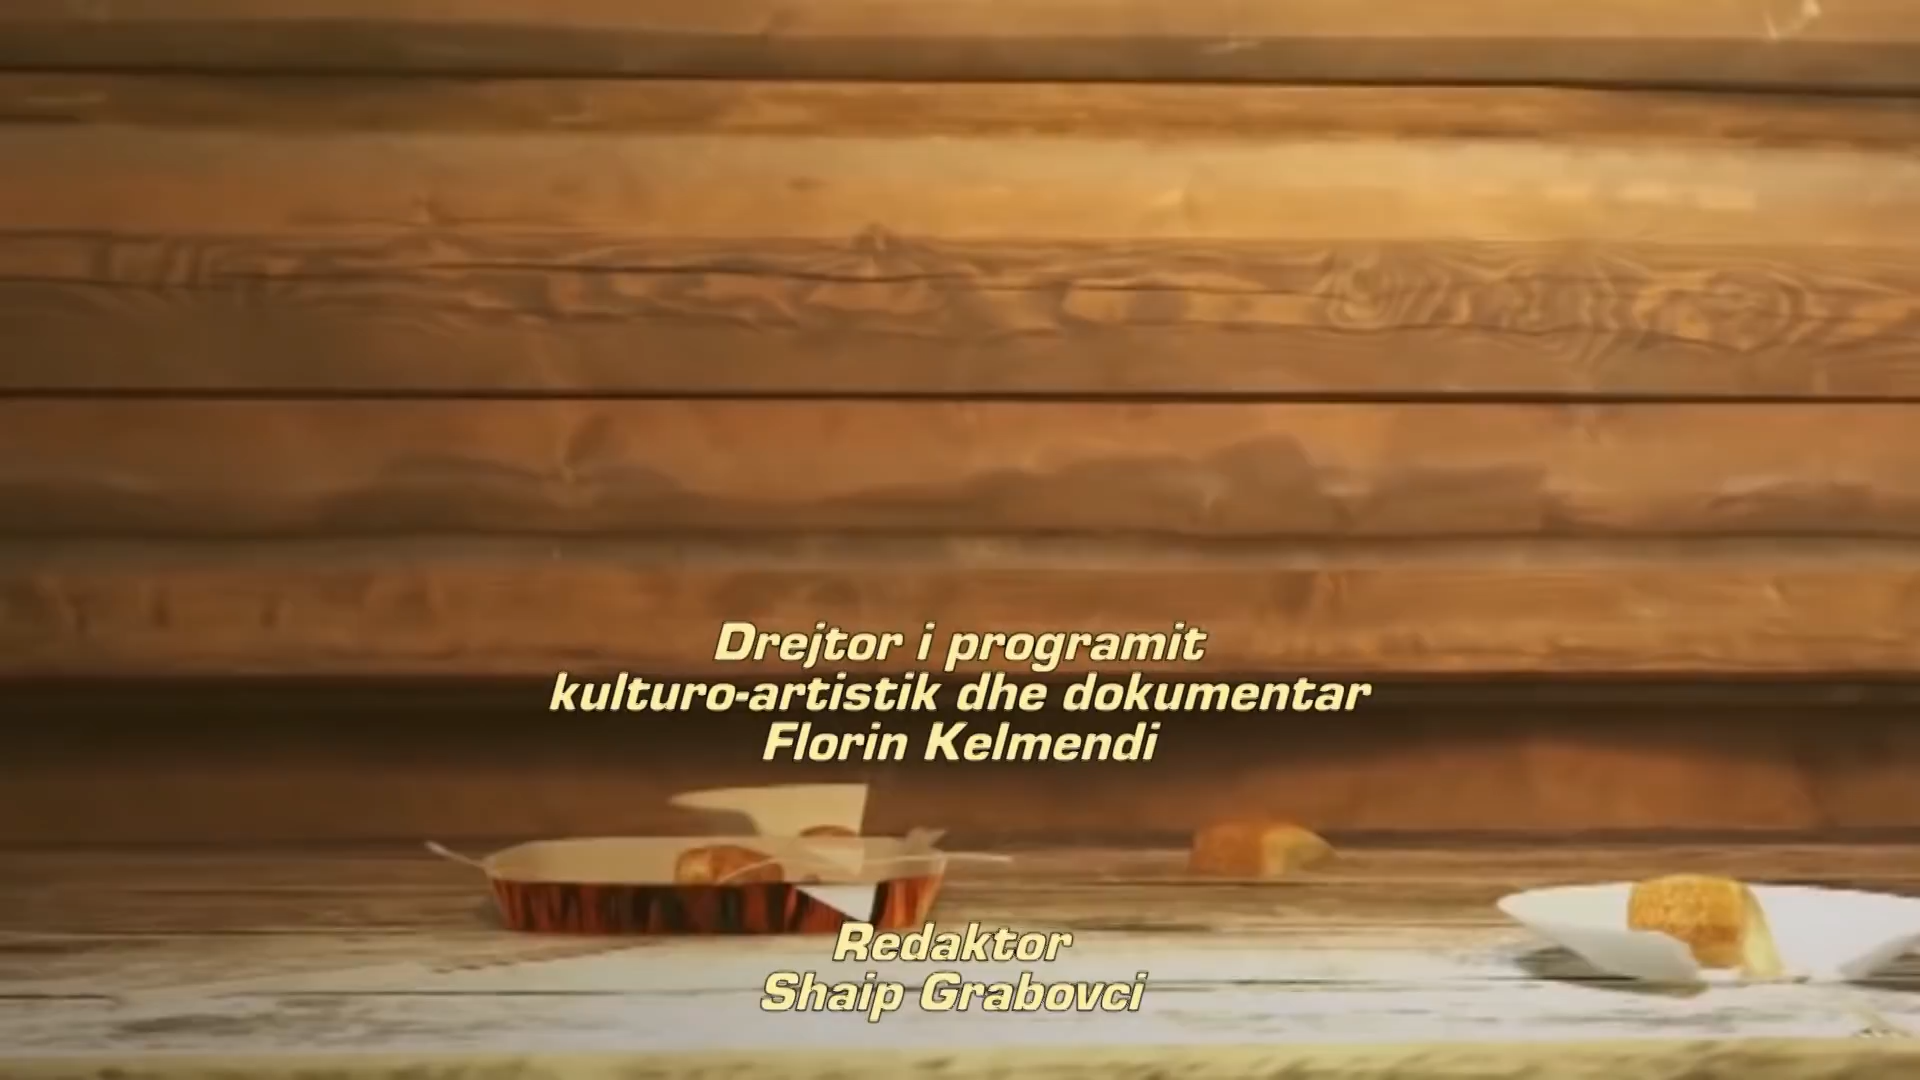 Drejtor i programit
kulturo-artistik dhe dokumentar
Florin Kelmendi
Redaktor
Shaip Grabovci